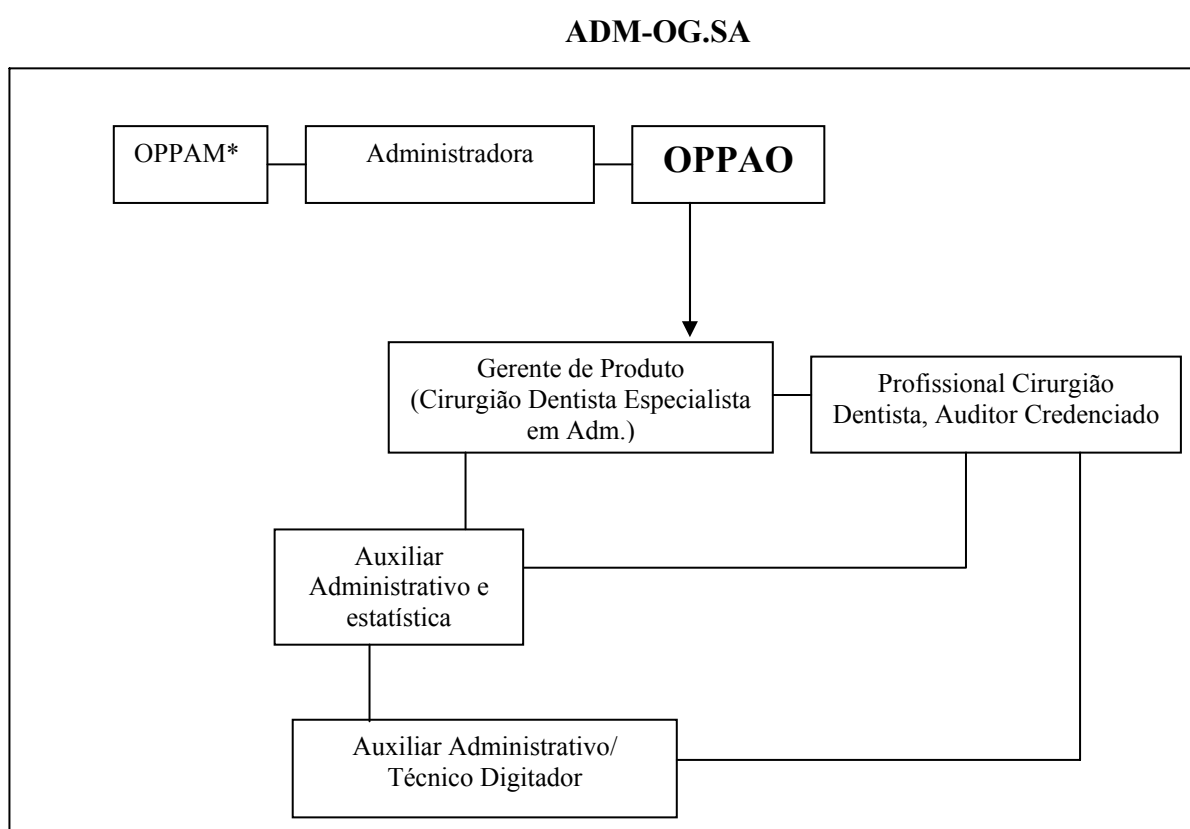 ADM-OG.SA
OPPAM*
Administradora
OPPAO
Gerente de Produto
(Cirurgião Dentista Especialista
em Adm.)
Profissional Cirurgião
Dentista, Auditor Credenciado
Auxiliar
Administrativo e
estatística
Auxiliar Administrativo/
Técnico Digitador